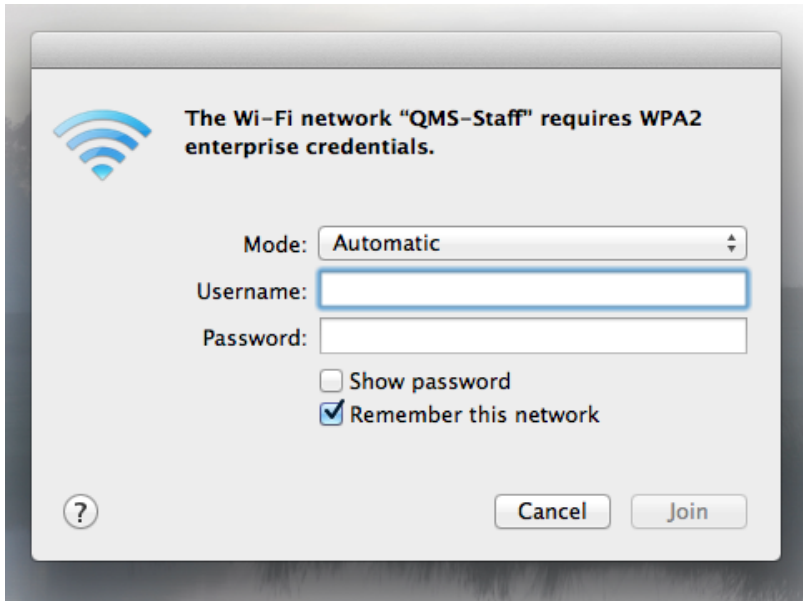 The Wi-Fi network “QMS-Staff” requires WPA2
enterprise credentials.
Mode: Automatic
Username:
Password:
Show password
Remember this network
? Cancel Join